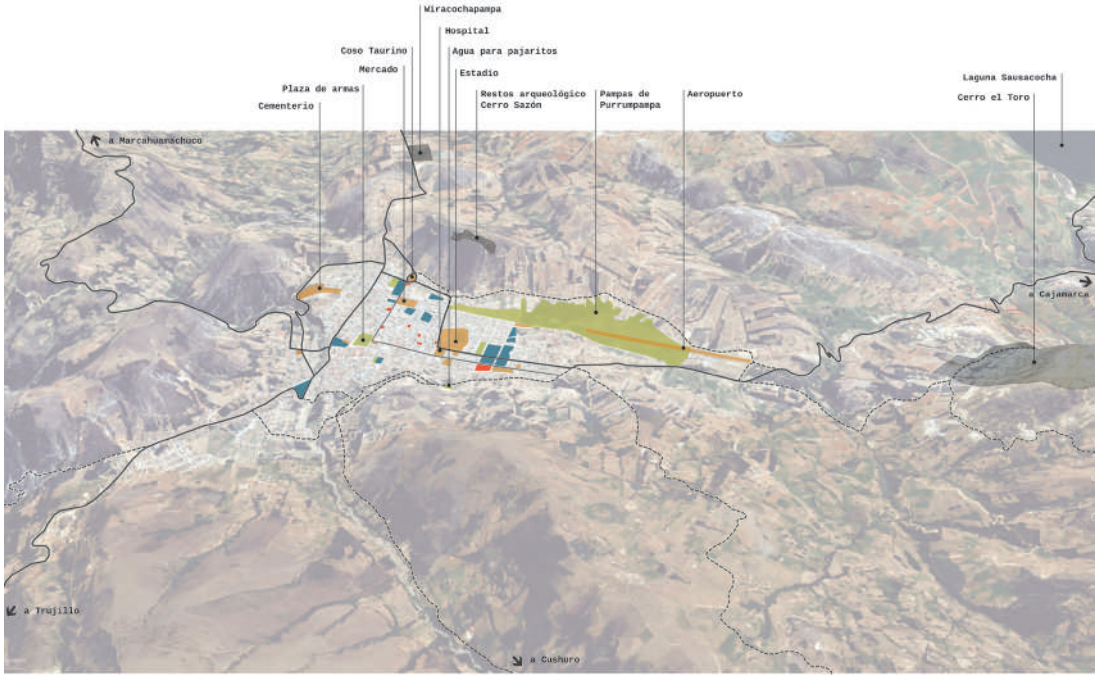 Wiracochapampa
Hospital
Coso Taurino
Agua para pajaritos
Mercado
Estadio
Laguna Sausacocha
Plaza de armas
Restos arqueológico
Cerro Sazón
Pampas de
Purrumpampa
Aeropuerto
Cerro el Toro
Cementerio
a Marcahuamachuco
a Cajamarca
a Trujillo
a Cushuro